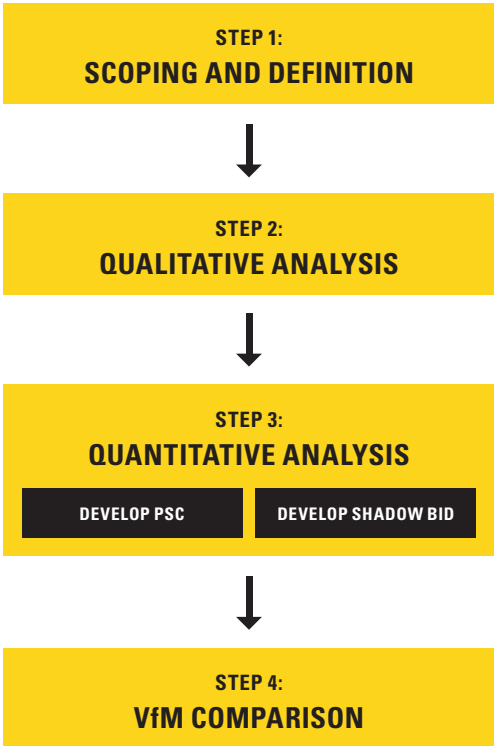 STEP 1:
SCOPING AND DEFINITION
STEP 2:
QUALITATIVE ANALYSIS
STEP 3:
QUANTITATIVE ANALYSIS
DEVELOP PSC
DEVELOP SHADOW BID
STEP 4:
VfM COMPARISON